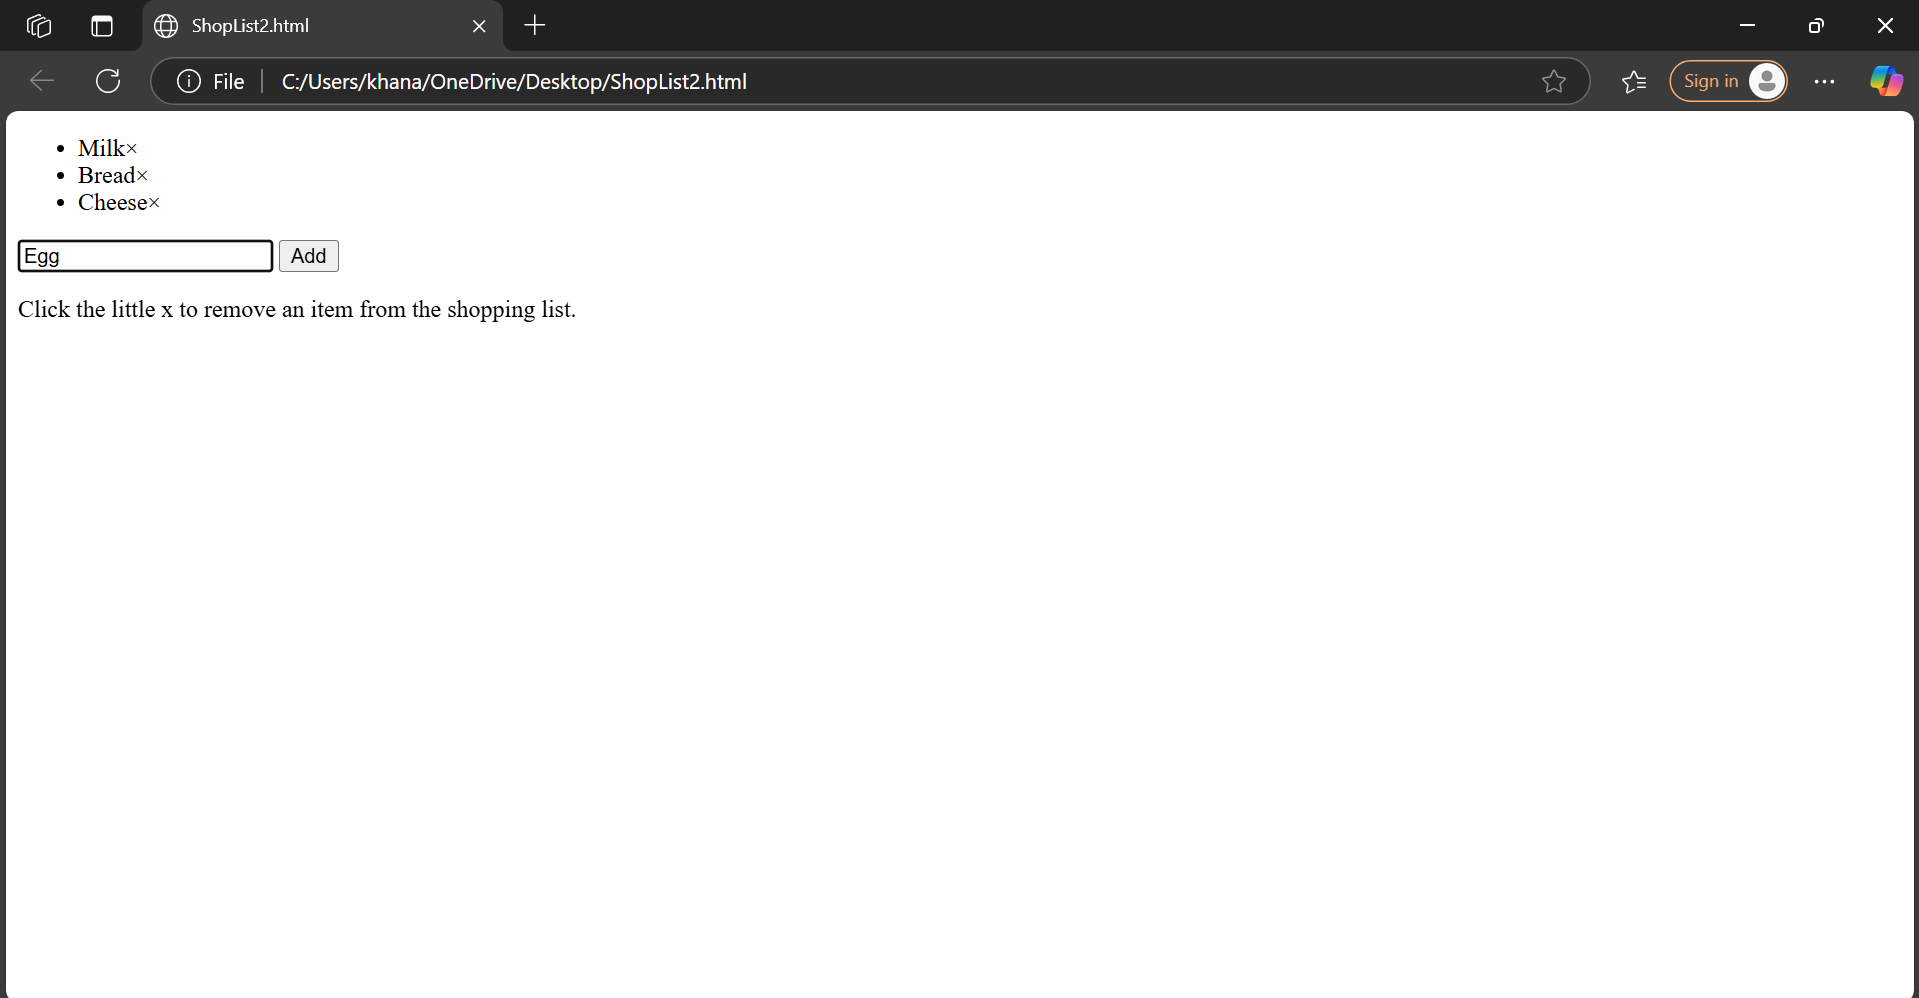 ShopList2.html
File C:/Users/khana/OneDrive/Desktop/ShopList2.html Sign in
• Milk×
• Bread×
• Cheese×
Egg Add
Click the little x to remove an item from the shopping list.